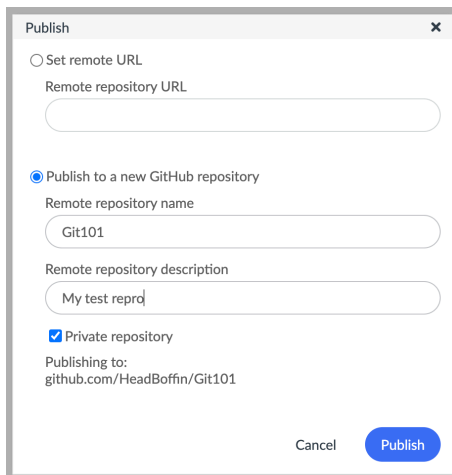 Publish
Set remote URL
Remote repository URL
Publish to a new GitHub repository
Remote repository name
Git101
Remote repository description
My test repro
Private repository
Publishing to:
github.com/HeadBoffin/Git101
Cancel Publish